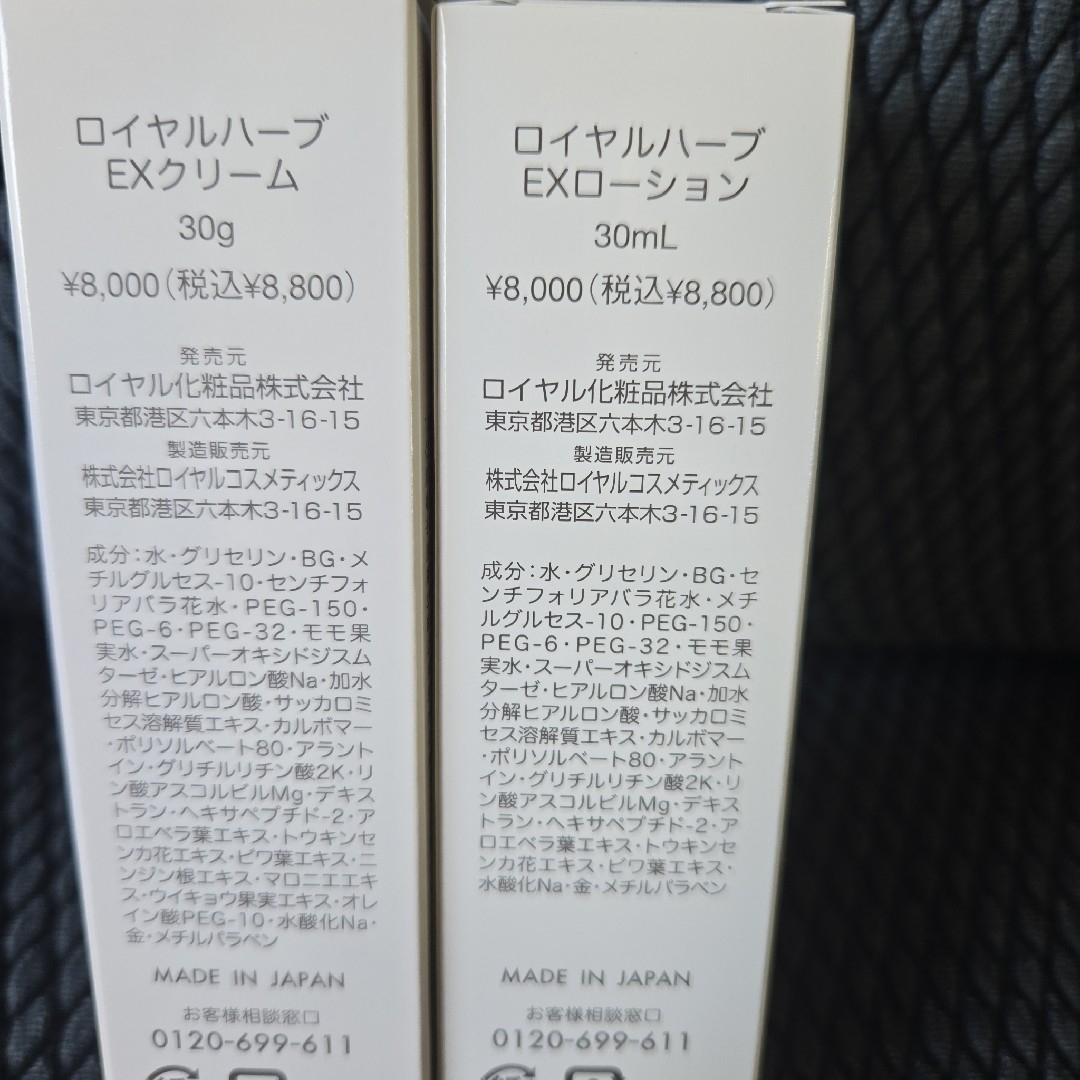 ロイヤルハーブ
EXクリーム
30g
¥8,000(税込¥8,800)
発売元
ロイヤル化粧品株式会社
東京都港区六本木3-16-15
製造販売元
株式会社ロイヤルコスメティックス
東京都港区六本木3-16-15
成分:水・グリセリン・BG・メ
チルグルセス-10・センチフォ
リアバラ花水・PEG-150・
PEG-6・PEG-32・モモ果
実水・スーパーオキシドジスム
ターゼ・ヒアルロン酸Na・加水
分解ヒアルロン酸・サッカロミ
セス溶解質エキス・カルボマー
・ポリソルベート80・アラント
イン・グリチルリチン酸2K・リ
ン酸アスコルビルMg・デキス
トラン・ヘキサペプチド-2・ア
ロエベラ葉エキス・トウキンセ
ンカ花エキス・ビワ葉エキス・ニ
ンジン根エキス・マロニエエキ
ス・ウイキョウ果実エキス・オレ
イン酸PEG-10・水酸化Na・
金・メチルパラベン
MADE IN JAPAN
お客様相談窓口
0120-699-611
ロイヤルハーブ
EXローション
30mL
¥8,000(税込¥8,800)
発売元
ロイヤル化粧品株式会社
東京都港区六本木3-16-15
製造販売元
株式会社ロイヤルコスメティックス
東京都港区六本木3-16-15
成分:水・グリセリン・BG・セ
ンチフォリアバラ花水・メチ
ルグルセス-10・PEG-150・
PEG-6・PEG-32・モモ果
実水・スーパーオキシドジスム
ターゼ・ヒアルロン酸Na・加水
分解ヒアルロン酸・サッカロミ
セス溶解質エキス・カルボマー
・ポリソルベート80・アラント
イン・グリチルリチン酸2K・リ
ン酸アスコルビルMg・デキス
トラン・ヘキサペプチド-2・ア
ロエベラ葉エキス・トウキンセ
ンカ花エキス・ビワ葉エキス・
水酸化Na・金・メチルパラベン
MADE IN JAPAN
お客様相談窓口
0120-699-611